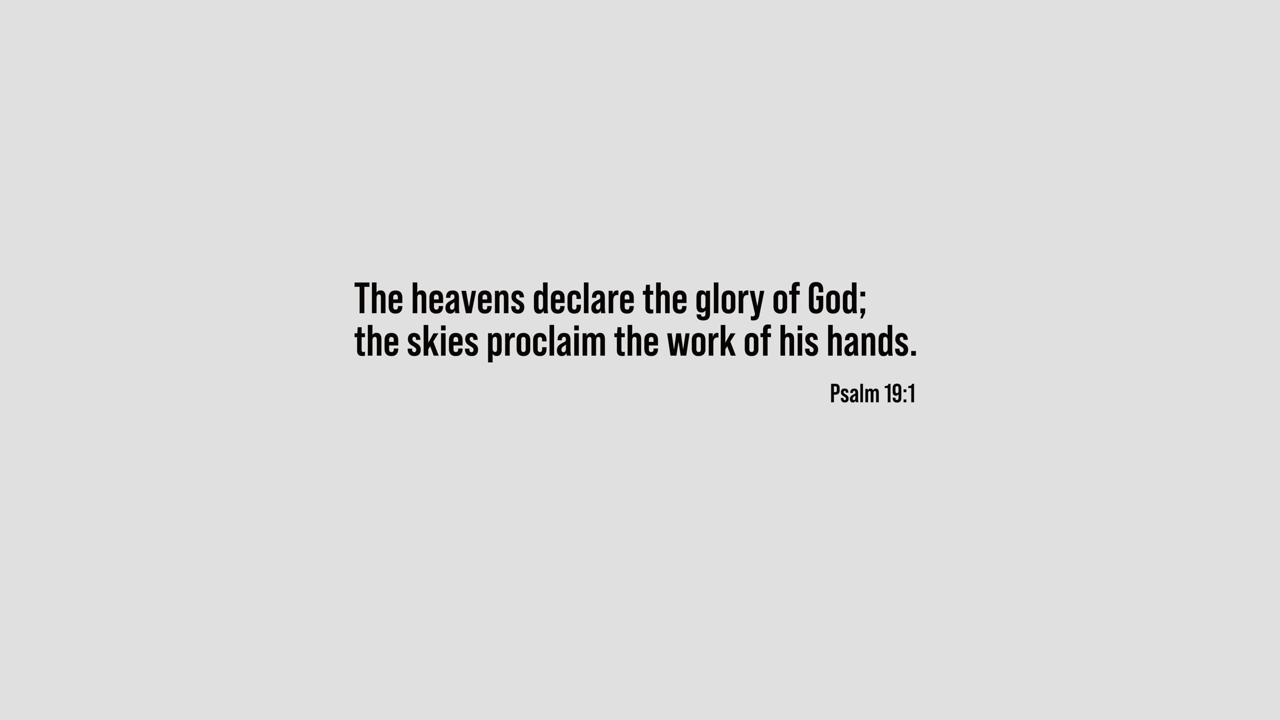 The heavens declare the glory of God;
the skies proclaim the work of his hands.
Psalm 19:1